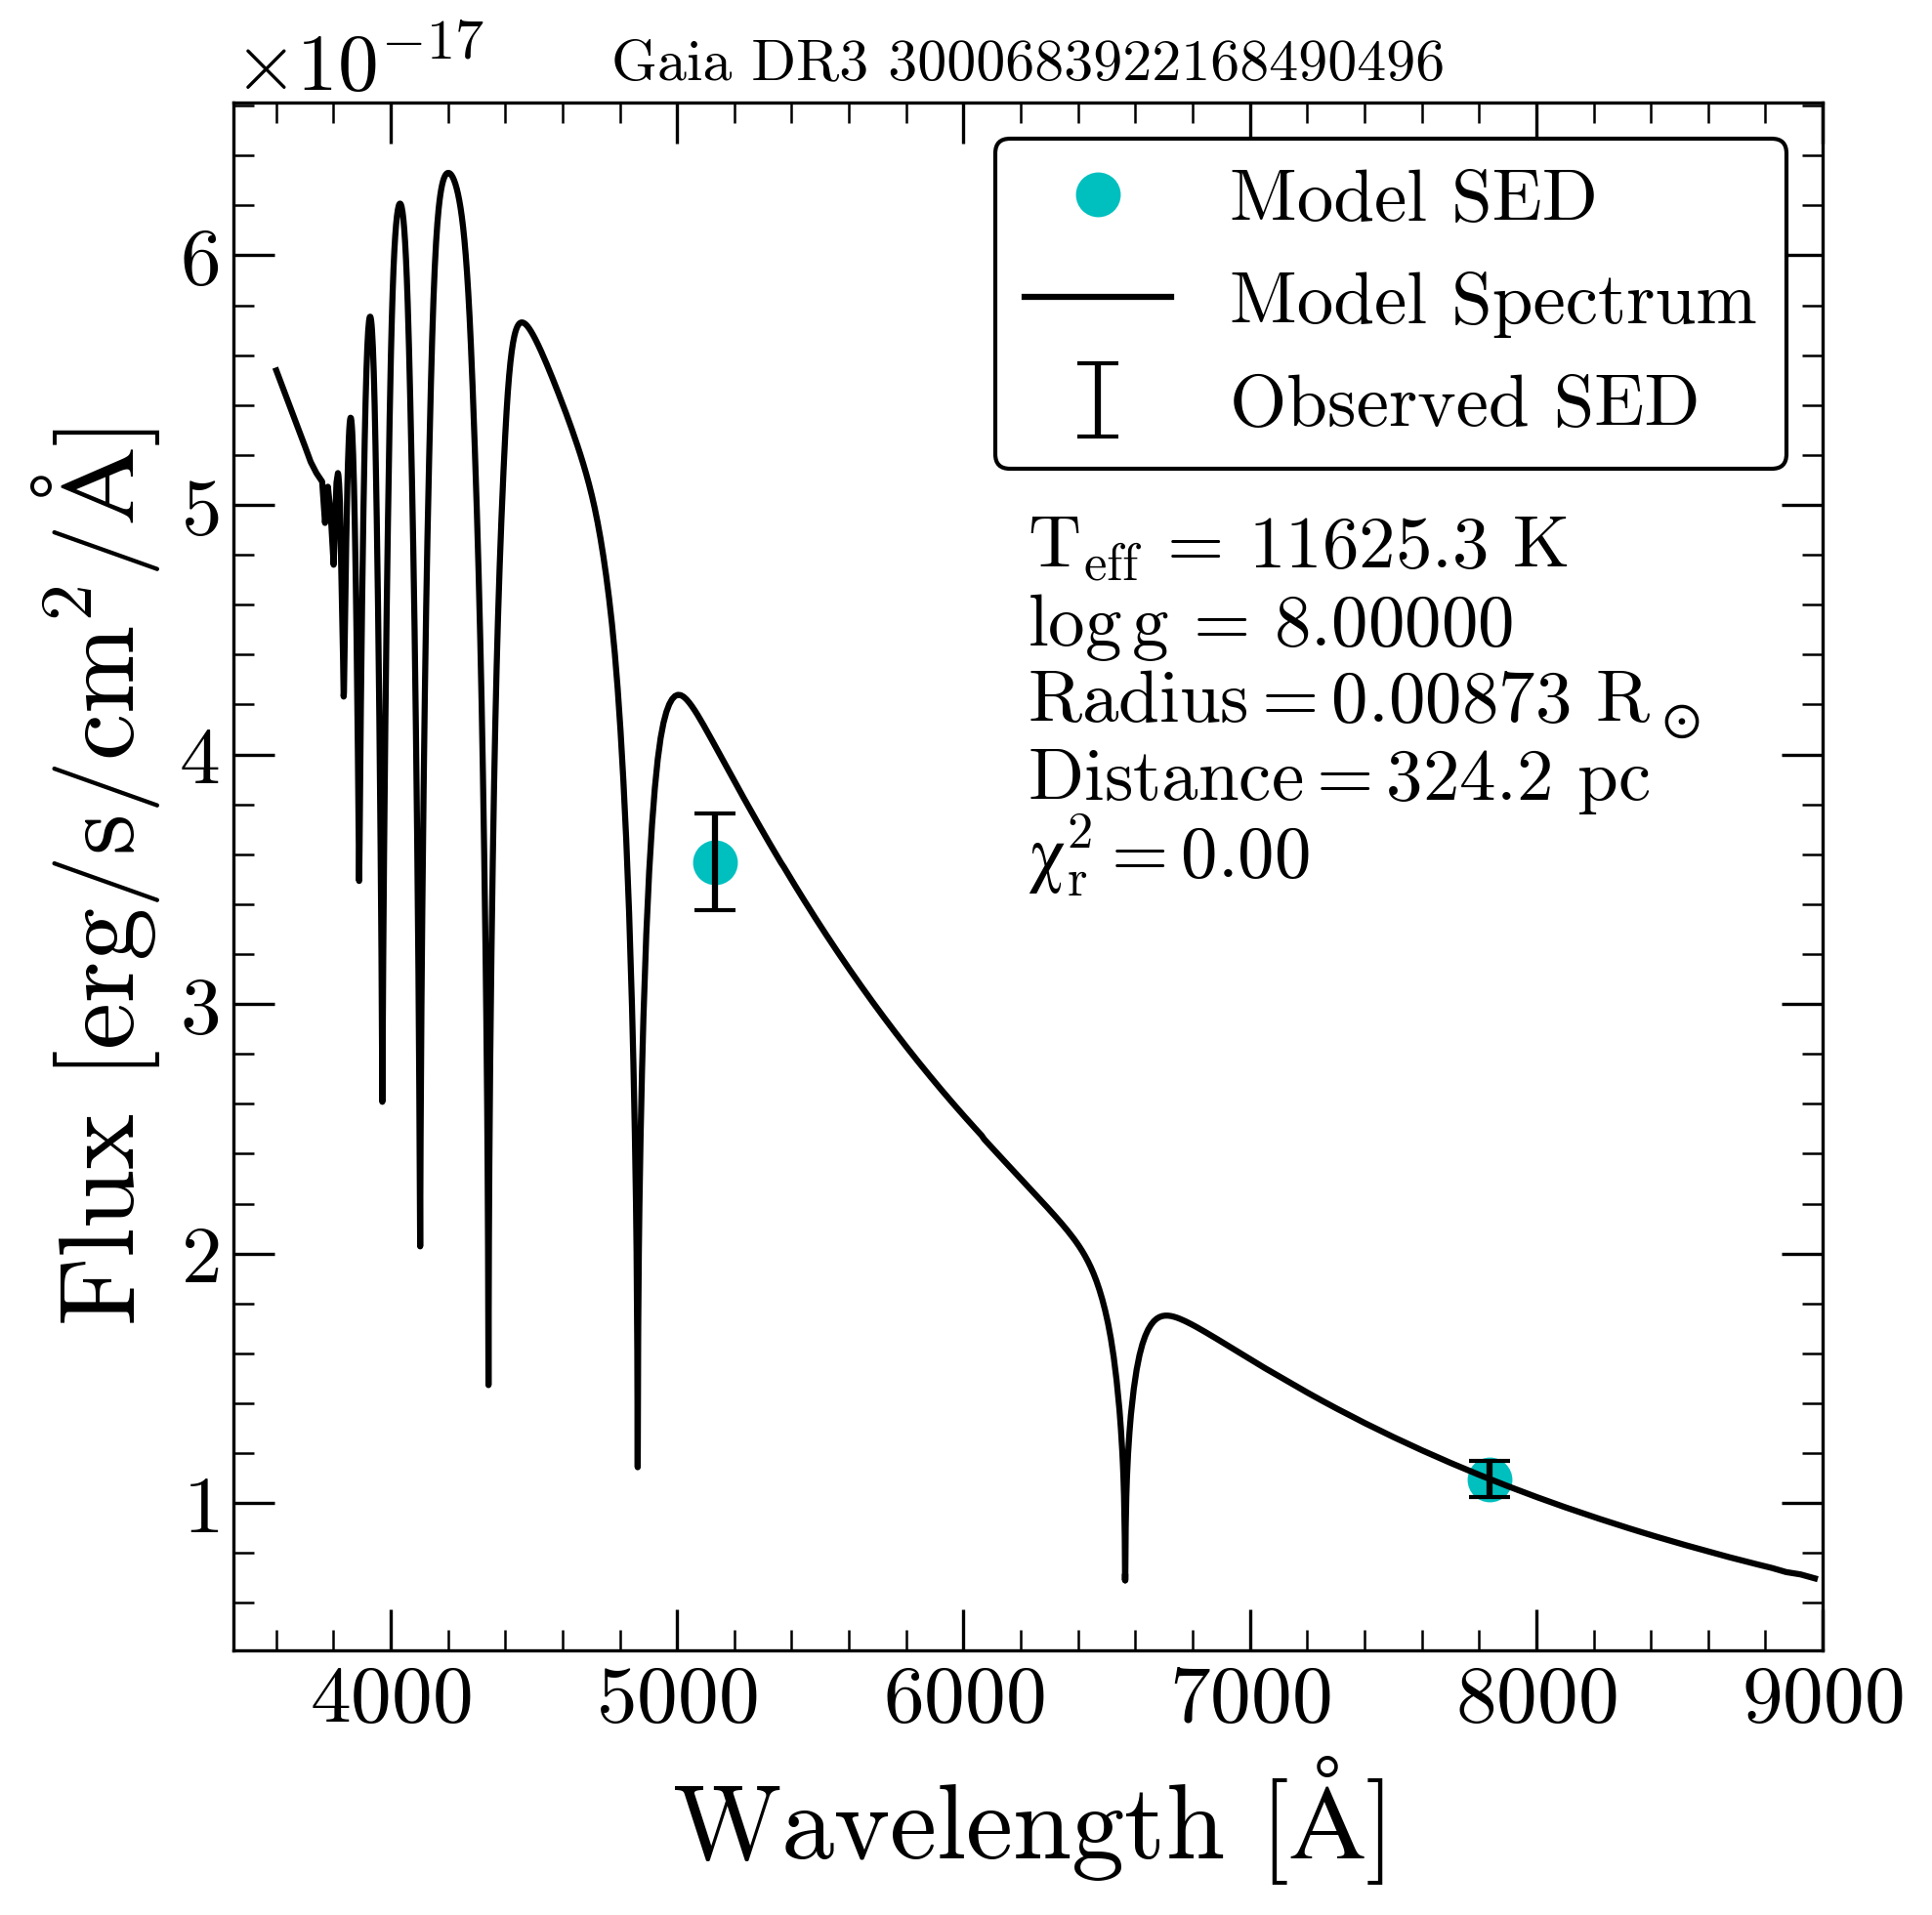 ×10⁻¹⁷
Gaia DR3 3000683922168490496
Model SED
Model Spectrum
Observed SED
T_eff = 11625.3 K
log g = 8.00000
Radius = 0.00873 R⊙
Distance = 324.2 pc
χ²_r = 0.00
6
5
4
3
2
1
Flux [erg/s/cm²/Å]
4000 5000 6000 7000 8000 9000
Wavelength [Å]